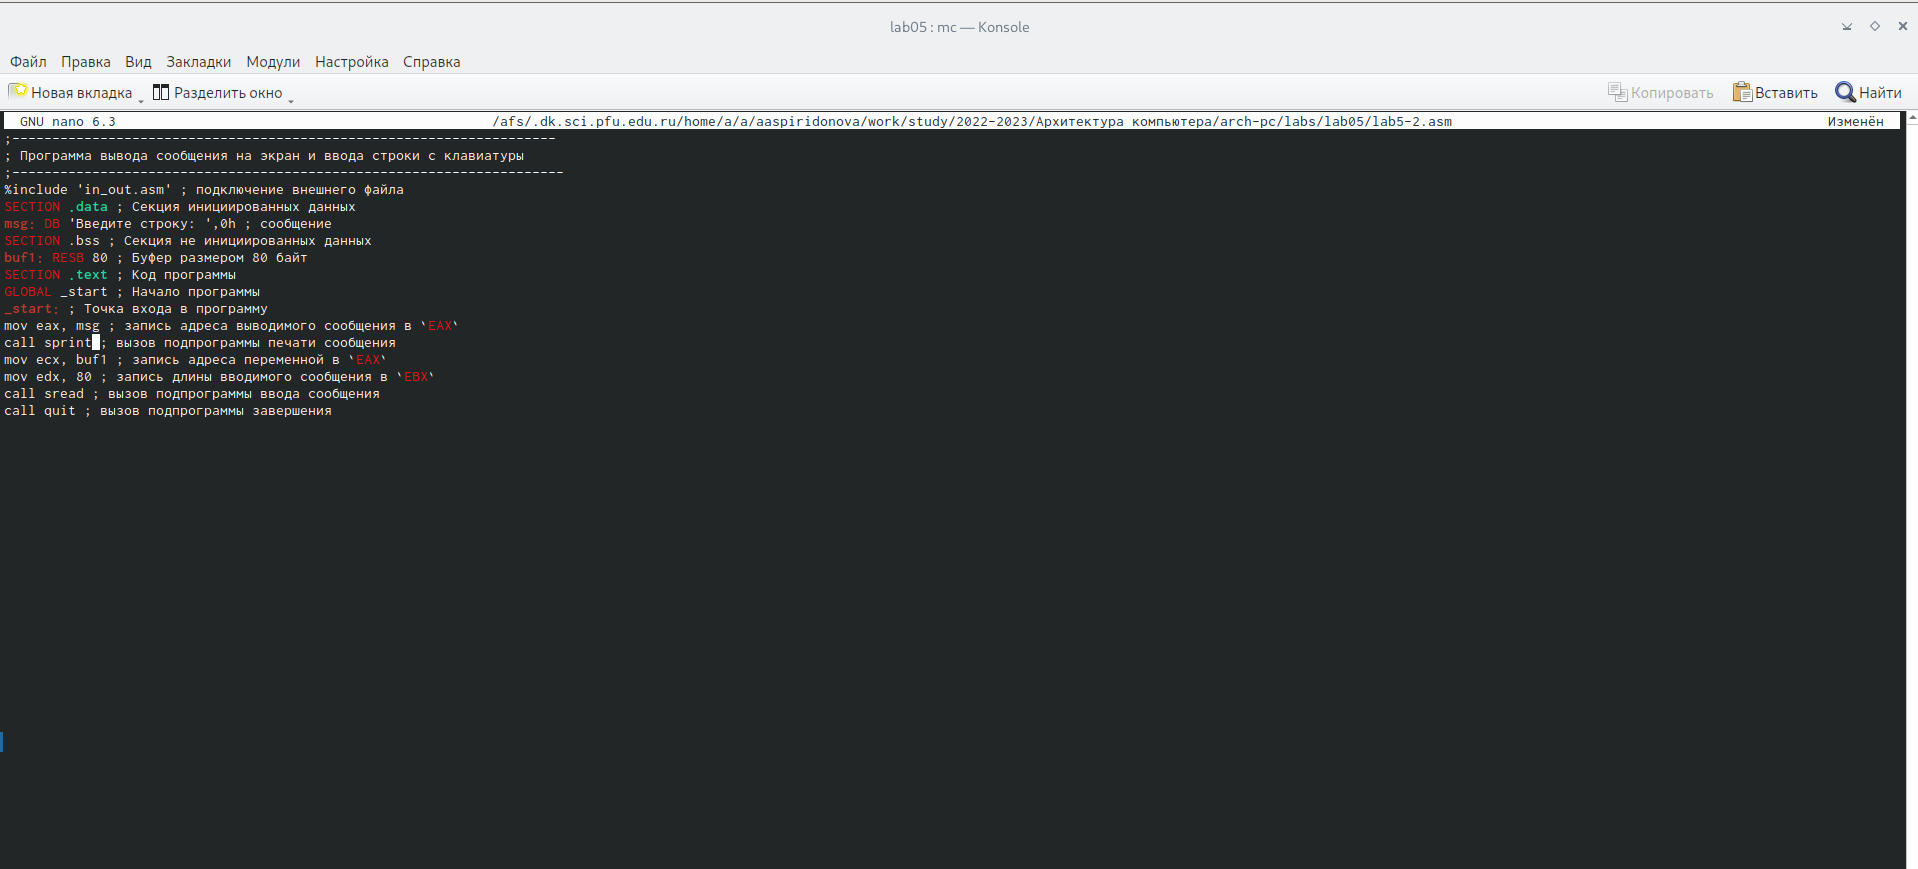 lab05 : mc — Konsole
Файл Правка Вид Закладки Модули Настройка Справка
Новая вкладка Разделить окно Копировать Вставить Найти
GNU nano 6.3 /afs/.dk.sci.pfu.edu.ru/home/a/a/aaspiridonova/work/study/2022-2023/Архитектура компьютера/arch-pc/labs/lab05/lab5-2.asm Изменён
;--------------------------------------------------------------------
; Программа вывода сообщения на экран и ввода строки с клавиатуры
;---------------------------------------------------------------------
%include 'in_out.asm' ; подключение внешнего файла
SECTION .data ; Секция инициированных данных
msg: DB 'Введите строку: ',0h ; сообщение
SECTION .bss ; Секция не инициированных данных
buf1: RESB 80 ; Буфер размером 80 байт
SECTION .text ; Код программы
GLOBAL _start ; Начало программы
_start: ; Точка входа в программу
mov eax, msg ; запись адреса выводимого сообщения в `EAX`
call sprint ; вызов подпрограммы печати сообщения
mov ecx, buf1 ; запись адреса переменной в `EAX`
mov edx, 80 ; запись длины вводимого сообщения в `EBX`
call sread ; вызов подпрограммы ввода сообщения
call quit ; вызов подпрограммы завершения